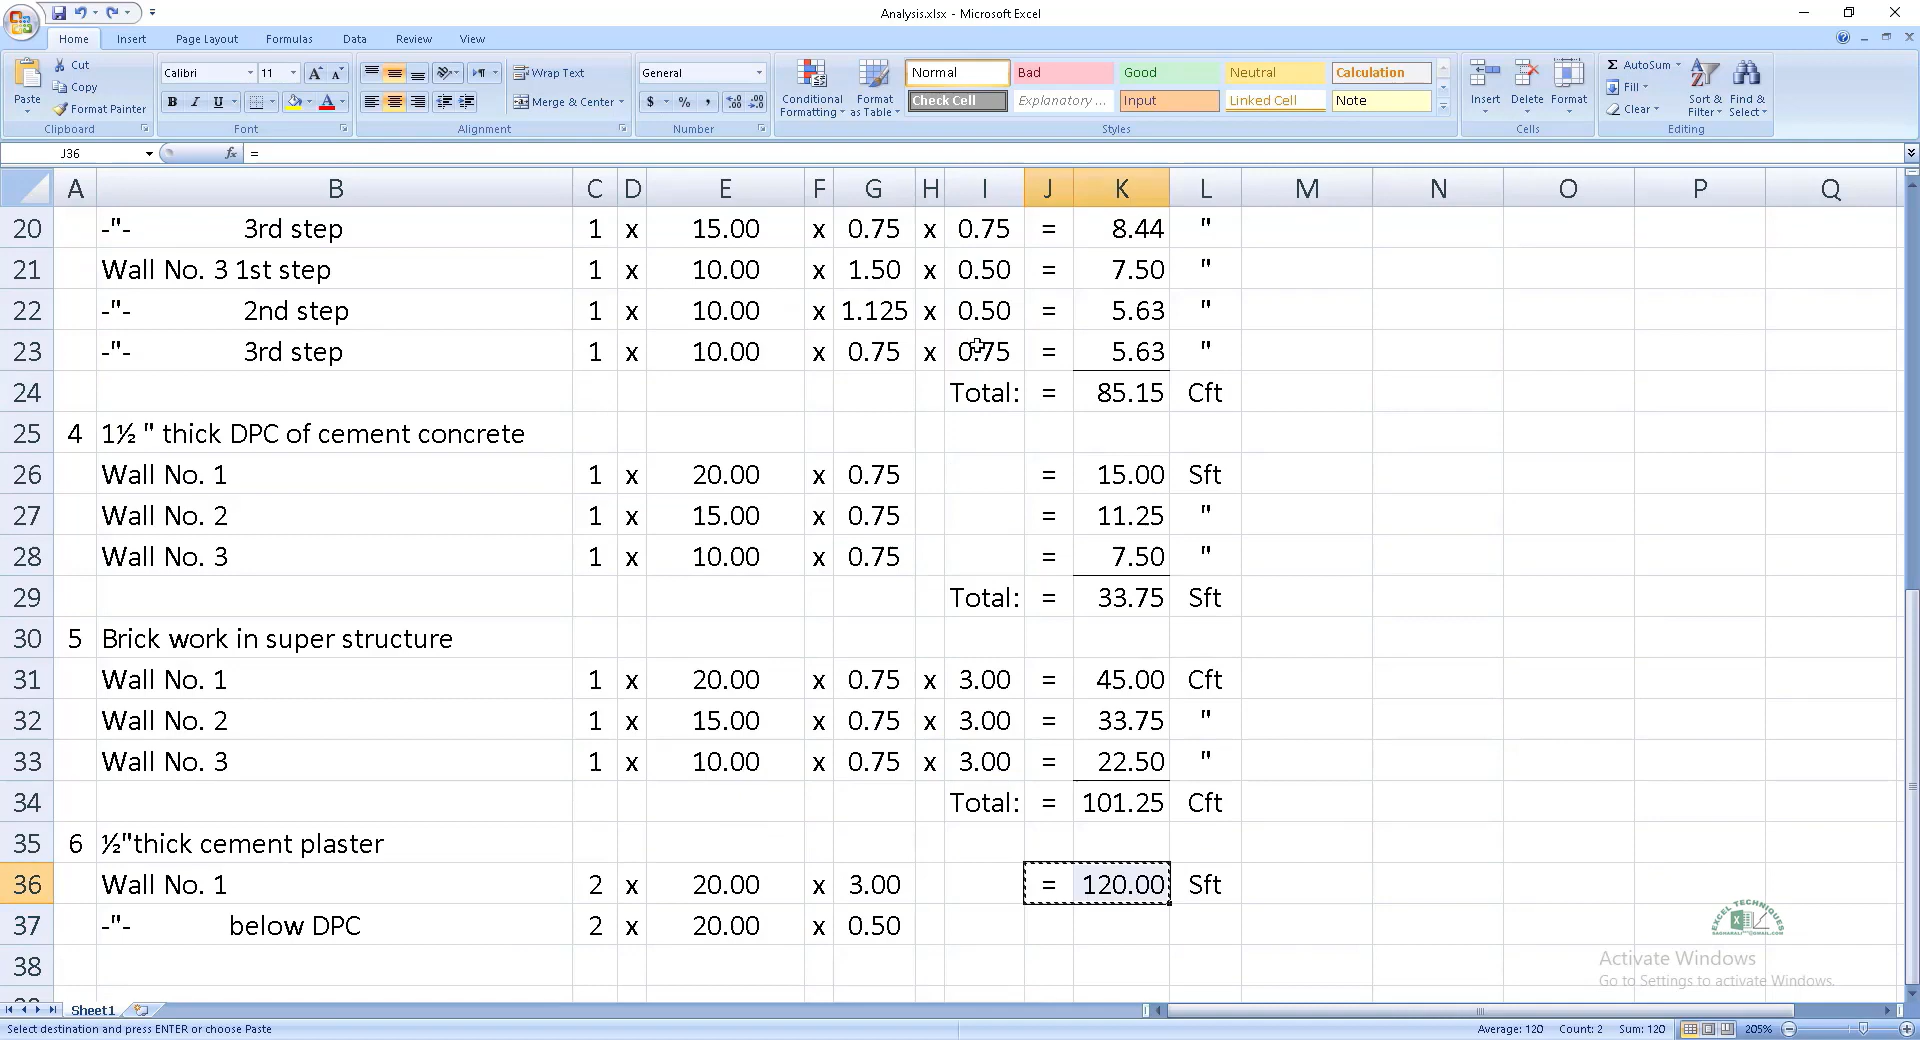 Analysis.xlsx - Microsoft Excel
Home Insert Page Layout Formulas Data Review View
Paste Cut Copy Format Painter Clipboard
Calibri 11 B I U Font
Wrap Text Merge & Center Alignment
General $ % , Number
Conditional Formatting Format as Table
Normal Bad Good Neutral Calculation
Check Cell Explanatory ... Input Linked Cell Note
Styles
Insert Delete Format Cells
AutoSum Fill Clear Sort & Filter Find & Select Editing
J36 fx =
A B C D E F G H I J K L M N O P Q
20 -"- 3rd step 1 x 15.00 x 0.75 x 0.75 = 8.44 "
21 Wall No. 3 1st step 1 x 10.00 x 1.50 x 0.50 = 7.50 "
22 -"- 2nd step 1 x 10.00 x 1.125 x 0.50 = 5.63 "
23 -"- 3rd step 1 x 10.00 x 0.75 x 0.75 = 5.63 "
24 Total: = 85.15 Cft
25 4 1½ " thick DPC of cement concrete
26 Wall No. 1 1 x 20.00 x 0.75 = 15.00 Sft
27 Wall No. 2 1 x 15.00 x 0.75 = 11.25 "
28 Wall No. 3 1 x 10.00 x 0.75 = 7.50 "
29 Total: = 33.75 Sft
30 5 Brick work in super structure
31 Wall No. 1 1 x 20.00 x 0.75 x 3.00 = 45.00 Cft
32 Wall No. 2 1 x 15.00 x 0.75 x 3.00 = 33.75 "
33 Wall No. 3 1 x 10.00 x 0.75 x 3.00 = 22.50 "
34 Total: = 101.25 Cft
35 6 ½"thick cement plaster
36 Wall No. 1 2 x 20.00 x 3.00 = 120.00 Sft
37 -"- below DPC 2 x 20.00 x 0.50
38
EXCEL TECHNIQUES
Activate Windows
Go to Settings to activate Windows.
Sheet1
Select destination and press ENTER or choose Paste Average: 120 Count: 2 Sum: 120 205%